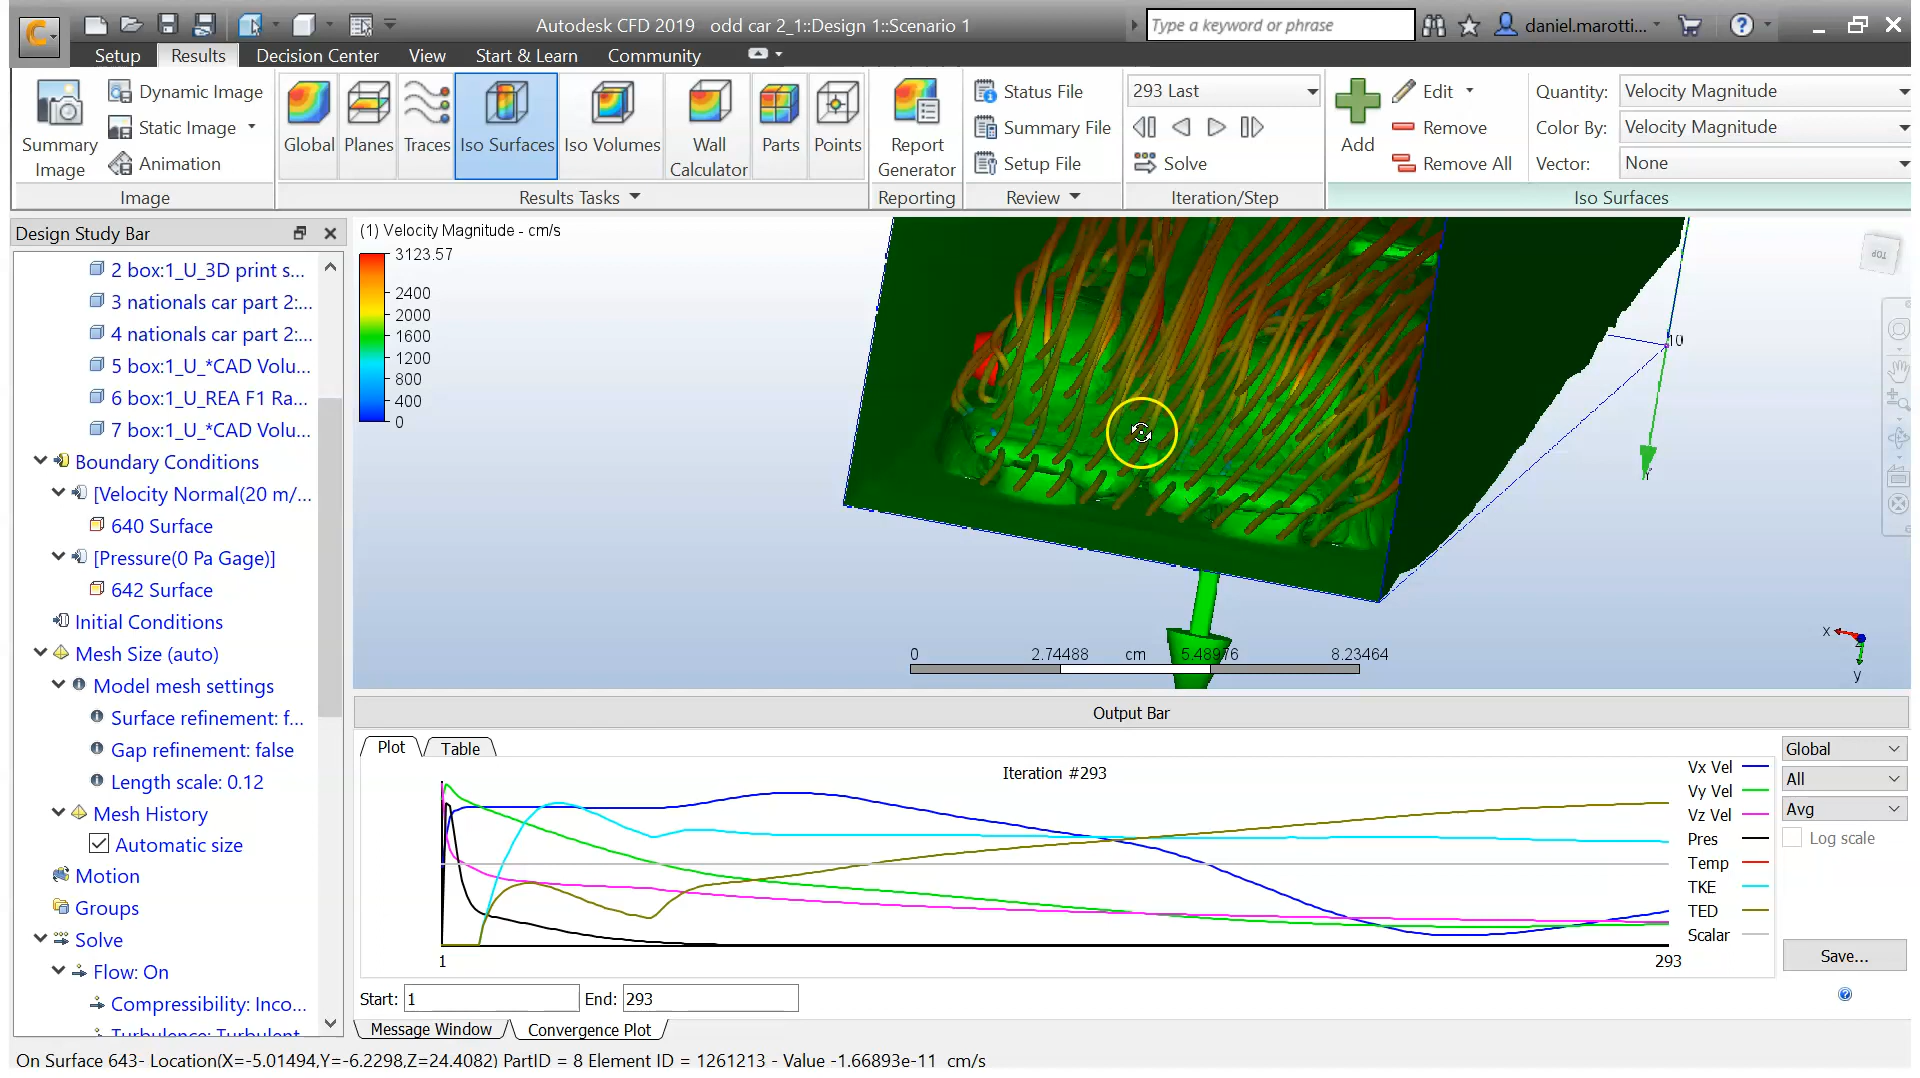 Autodesk CFD 2019 odd car 2_1::Design 1::Scenario 1
Type a keyword or phrase
daniel.marotti...
Setup Results Decision Center View Start & Learn Community
Summary Image
Dynamic Image
Static Image
Animation
Image
Global
Planes
Traces
Iso Surfaces
Iso Volumes
Wall Calculator
Parts
Points
Results Tasks
Report Generator
Reporting
Status File
Summary File
Setup File
Review
293 Last
Solve
Iteration/Step
Add
Edit
Remove
Remove All
Quantity: Velocity Magnitude
Color By: Velocity Magnitude
Vector: None
Iso Surfaces
Design Study Bar
2 box:1_U_3D print s...
3 nationals car part 2:...
4 nationals car part 2:...
5 box:1_U_*CAD Volu...
6 box:1_U_REA F1 Ra...
7 box:1_U_*CAD Volu...
Boundary Conditions
[Velocity Normal(20 m/...
640 Surface
[Pressure(0 Pa Gage)]
642 Surface
Initial Conditions
Mesh Size (auto)
Model mesh settings
Surface refinement: f...
Gap refinement: false
Length scale: 0.12
Mesh History
Automatic size
Motion
Groups
Solve
Flow: On
Compressibility: Inco...
Turbulence: Turbulent
(1) Velocity Magnitude - cm/s
3123.57
2400
2000
1600
1200
800
400
0
TOP
10
0 2.74488 cm 5.48976 8.23464
x
y
Output Bar
Plot Table
Iteration #293
Vx Vel
Vy Vel
Vz Vel
Pres
Temp
TKE
TED
Scalar
1 293
Global
All
Avg
Log scale
Save...
Start: 1 End: 293
Message Window Convergence Plot
On Surface 643- Location(X=-5.01494,Y=-6.2298,Z=24.4082) PartID = 8 Element ID = 1261213 - Value -1.66893e-11 cm/s